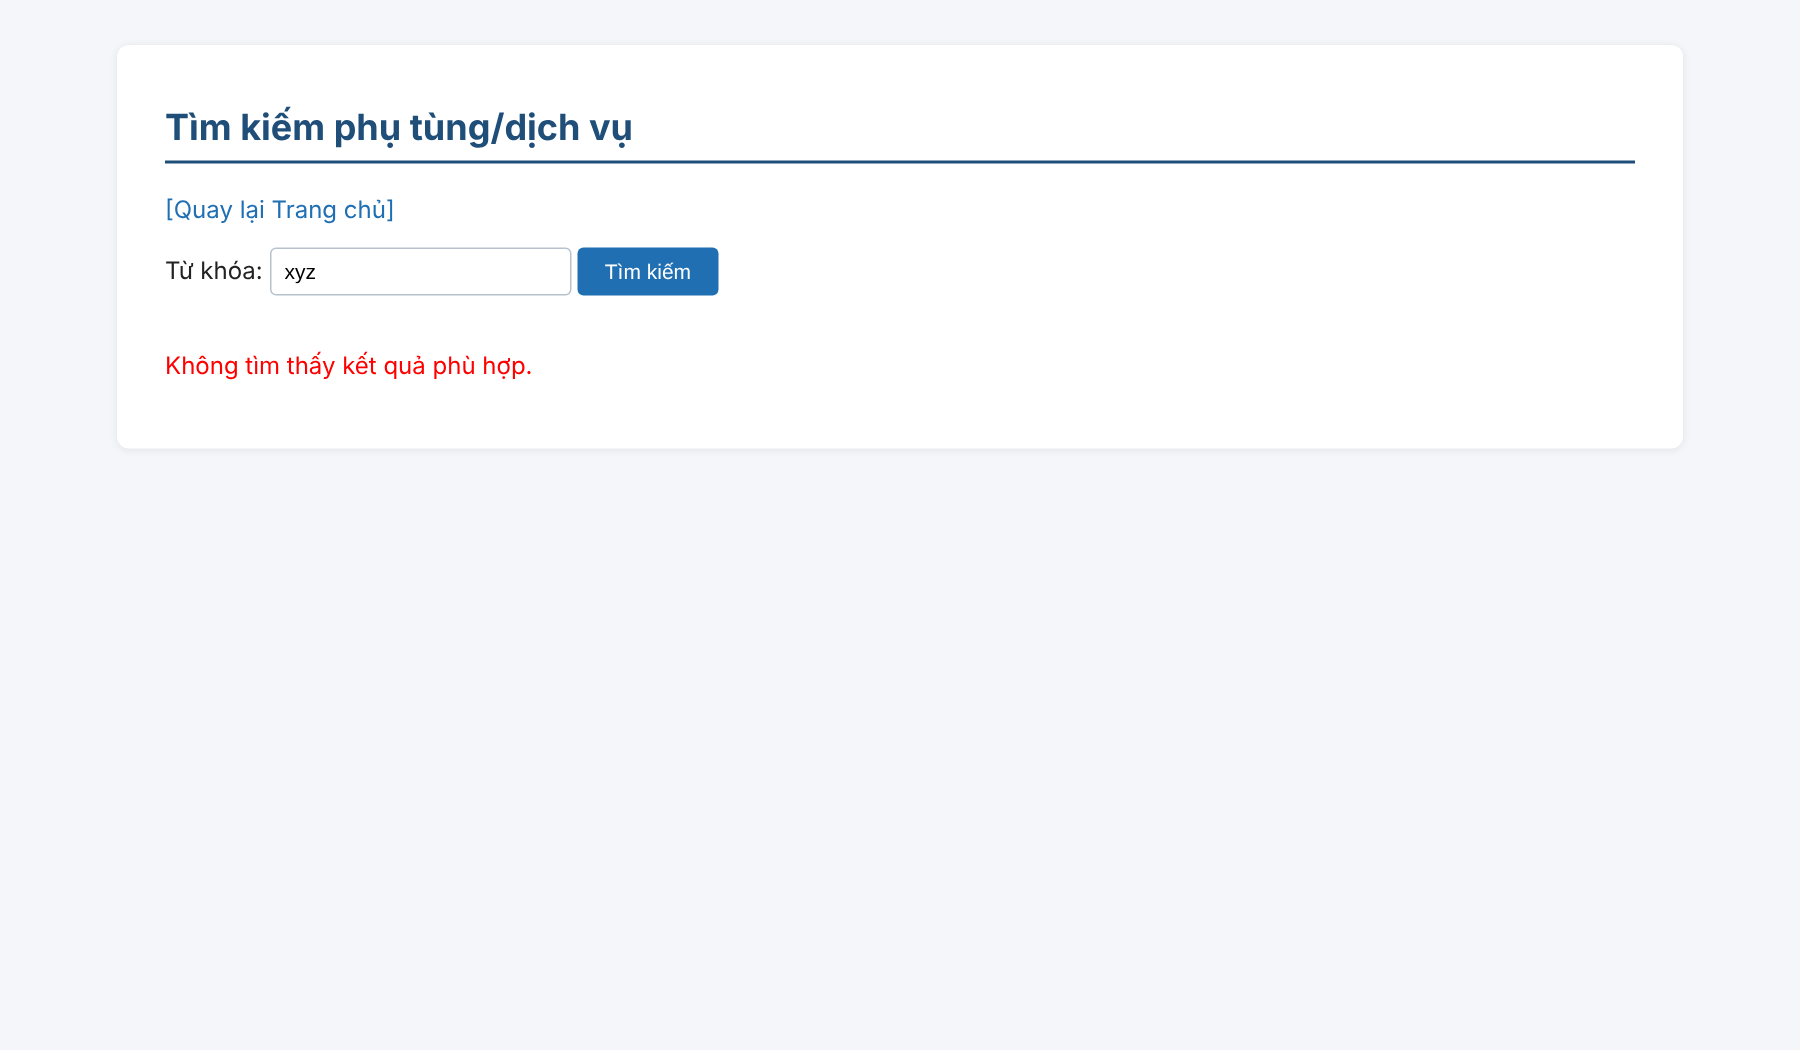 Tìm kiếm phụ tùng/dịch vụ
[Quay lại Trang chủ]
Từ khóa: xyz Tìm kiếm
Không tìm thấy kết quả phù hợp.